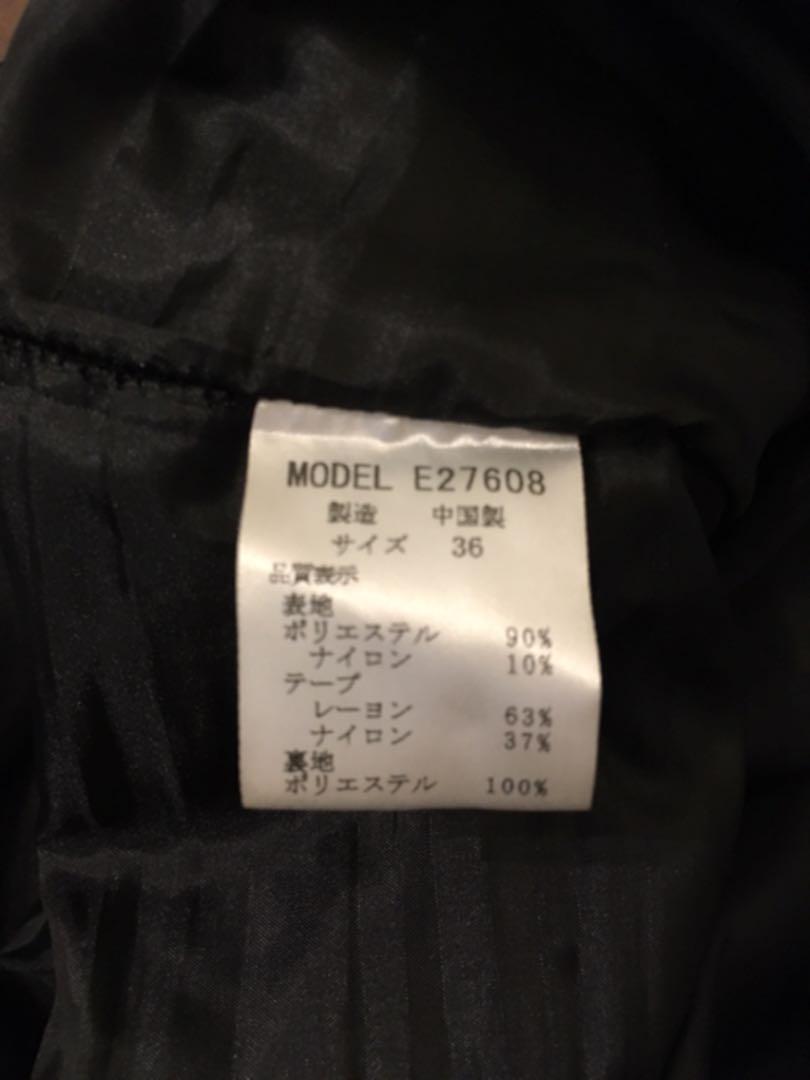 MODEL E27608
製造 中国製
サイズ 36
品質表示
表地
ポリエステル 90%
ナイロン 10%
テープ
レーヨン 63%
ナイロン 37%
裏地
ポリエステル 100%